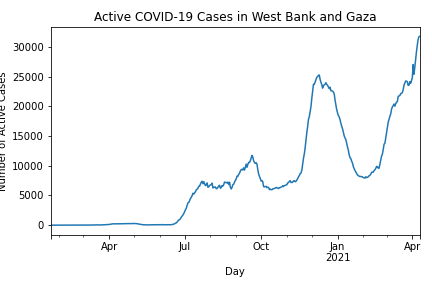 Active COVID-19 Cases in West Bank and Gaza
Number of Active Cases
30000
25000
20000
15000
10000
5000
0
Apr
Jul
Oct
Jan
2021
Apr
Day